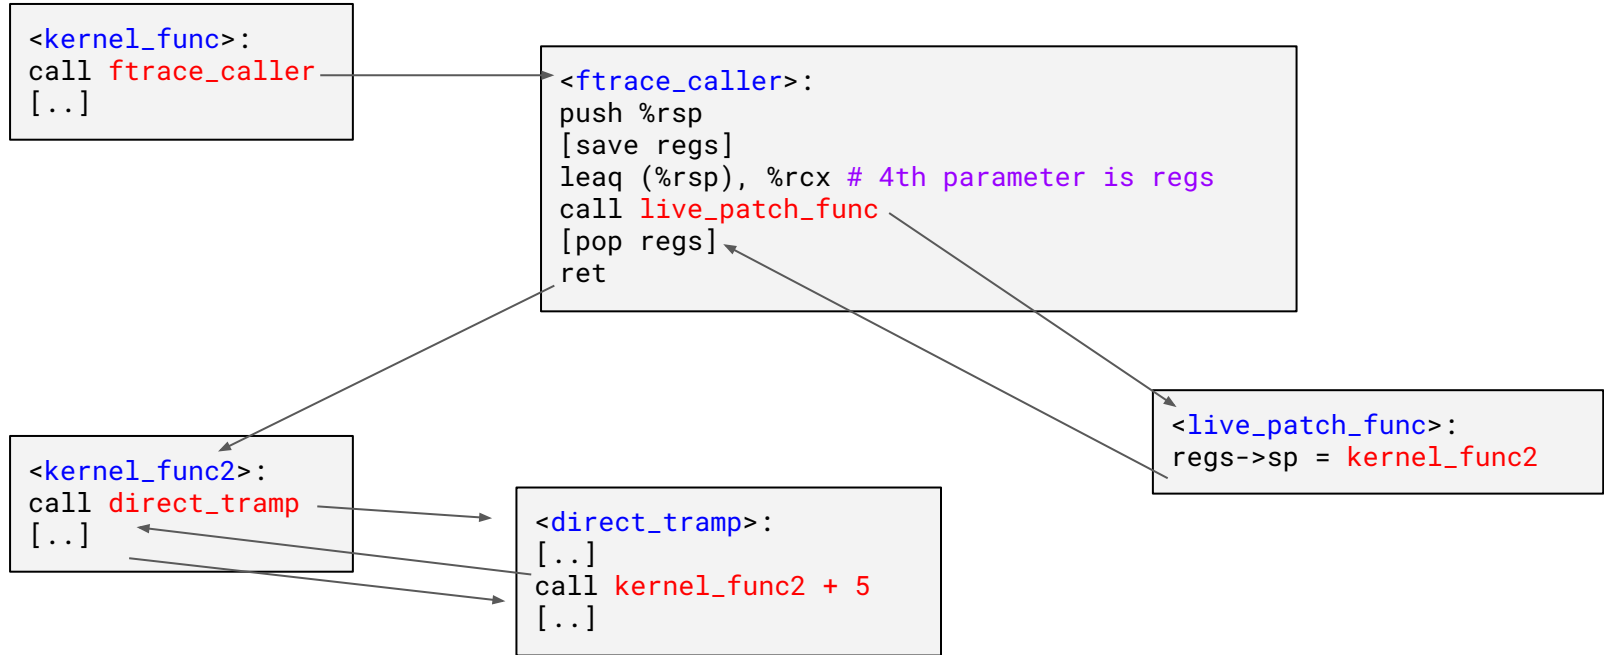 <kernel_func>:
call ftrace_caller
[..]
<ftrace_caller>:
push %rsp
[save regs]
leaq (%rsp), %rcx # 4th parameter is regs
call live_patch_func
[pop regs]
ret
<live_patch_func>:
regs->sp = kernel_func2
<kernel_func2>:
call direct_tramp
[..]
<direct_tramp>:
[..]
call kernel_func2 + 5
[..]